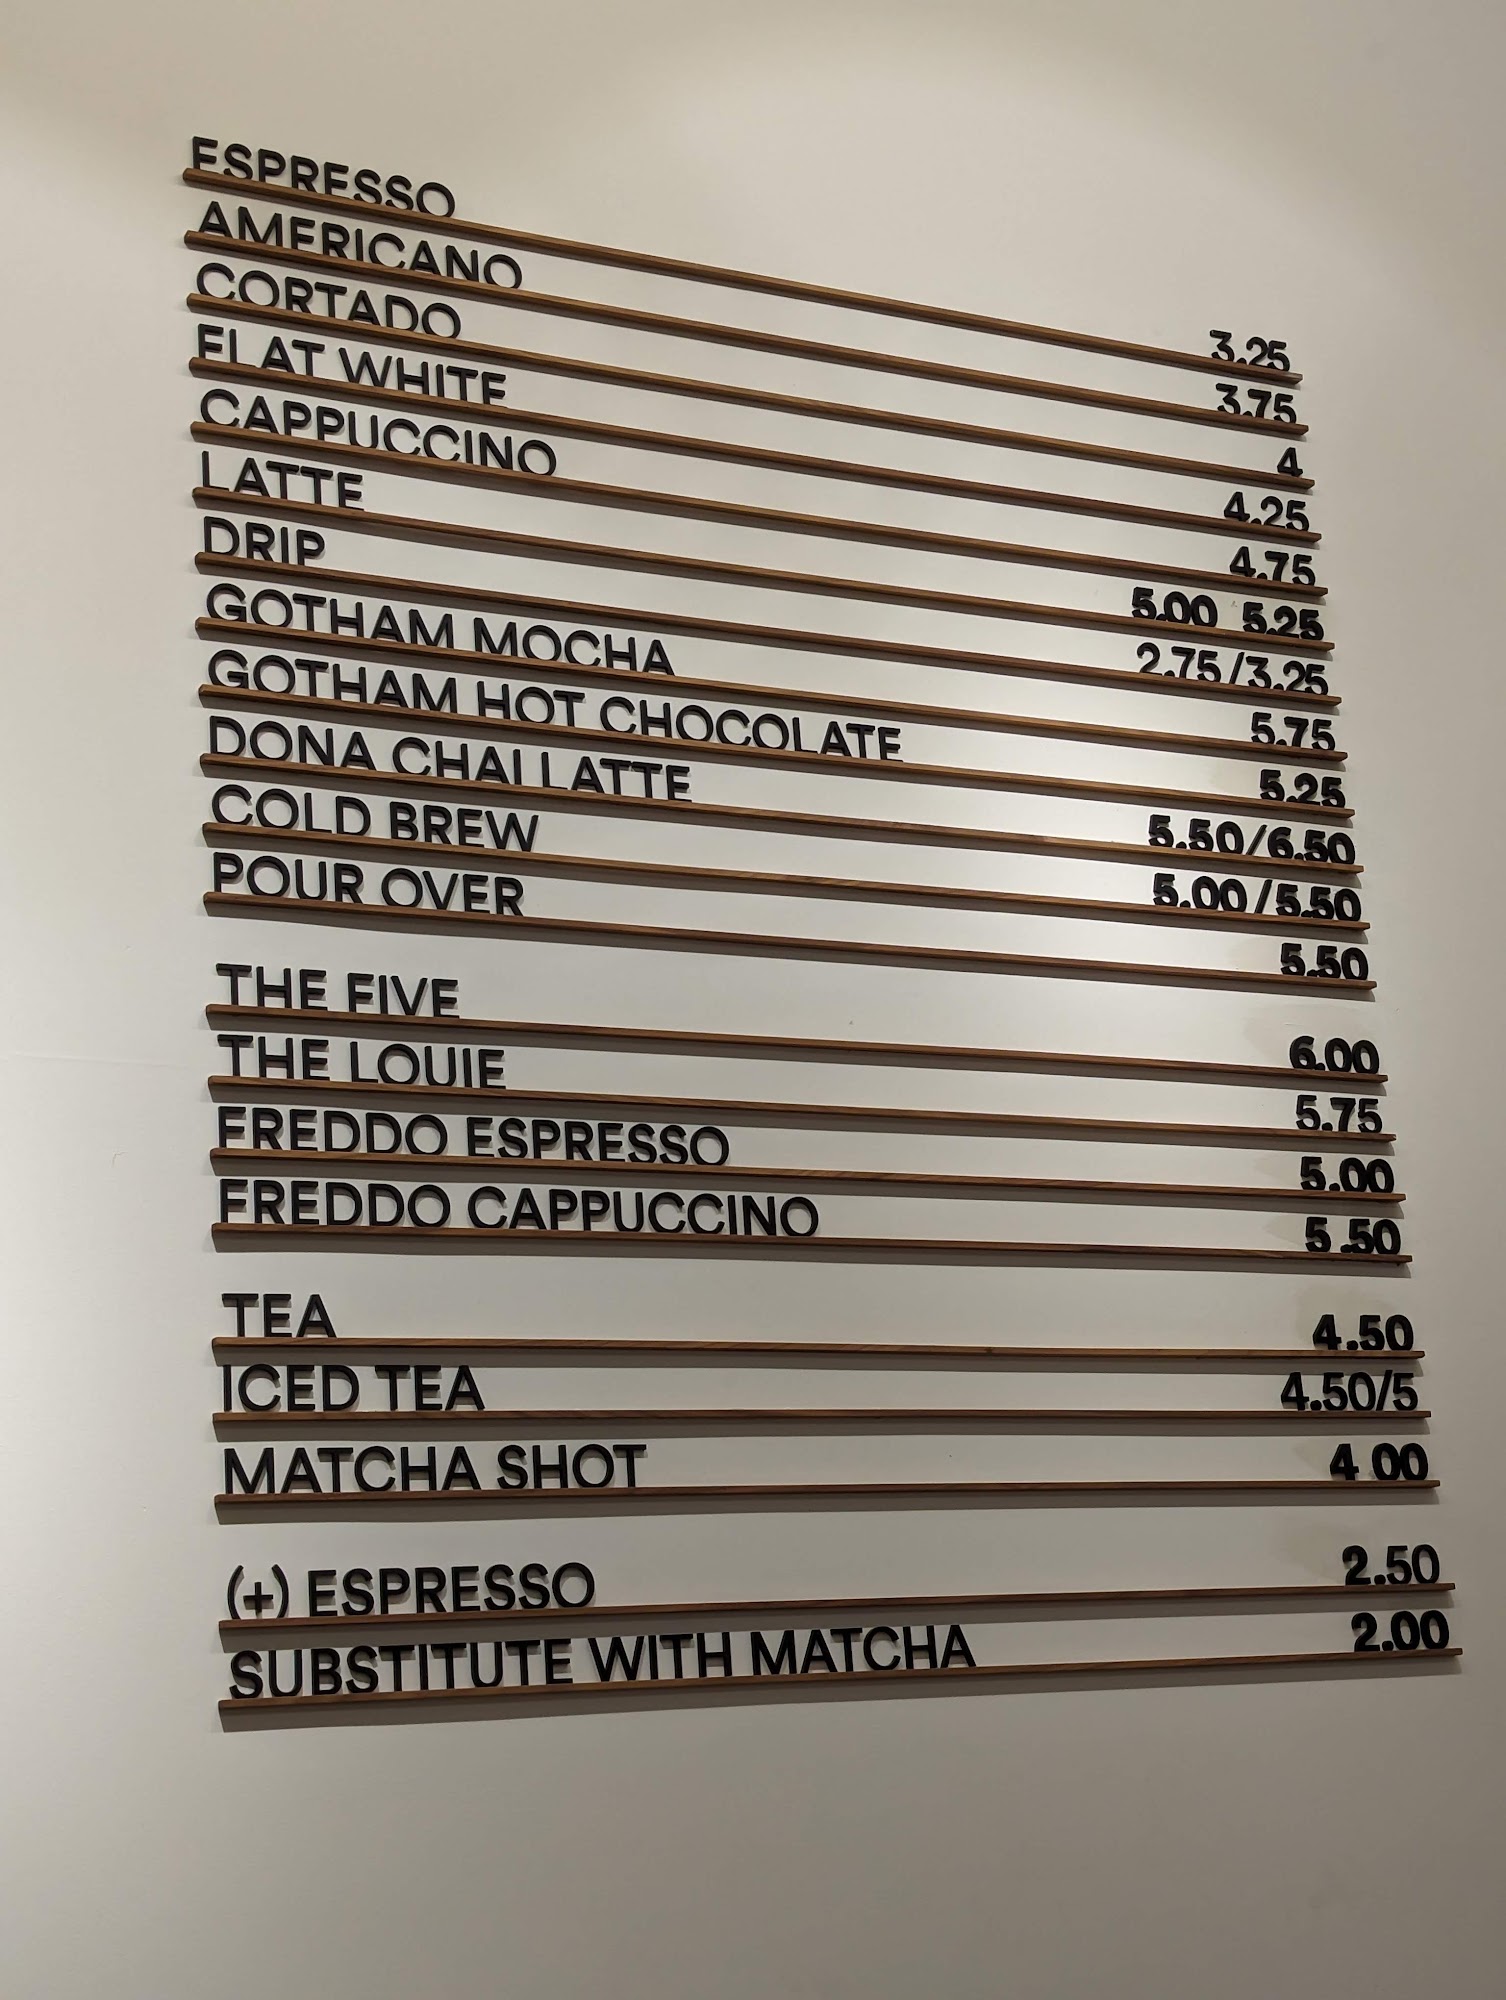 ESPRESSO 3.25
AMERICANO 3.75
CORTADO 4
FLAT WHITE 4.25
CAPPUCCINO 4.75
LATTE 5.00 5.25
DRIP 2.75/3.25
GOTHAM MOCHA 5.75
GOTHAM HOT CHOCOLATE 5.25
DONA CHAI LATTE 5.50/6.50
COLD BREW 5.00/5.50
POUR OVER 5.50
THE FIVE 6.00
THE LOUIE 5.75
FREDDO ESPRESSO 5.00
FREDDO CAPPUCCINO 5.50
TEA 4.50
ICED TEA 4.50/5
MATCHA SHOT 4 00
(+) ESPRESSO 2.50
SUBSTITUTE WITH MATCHA 2.00